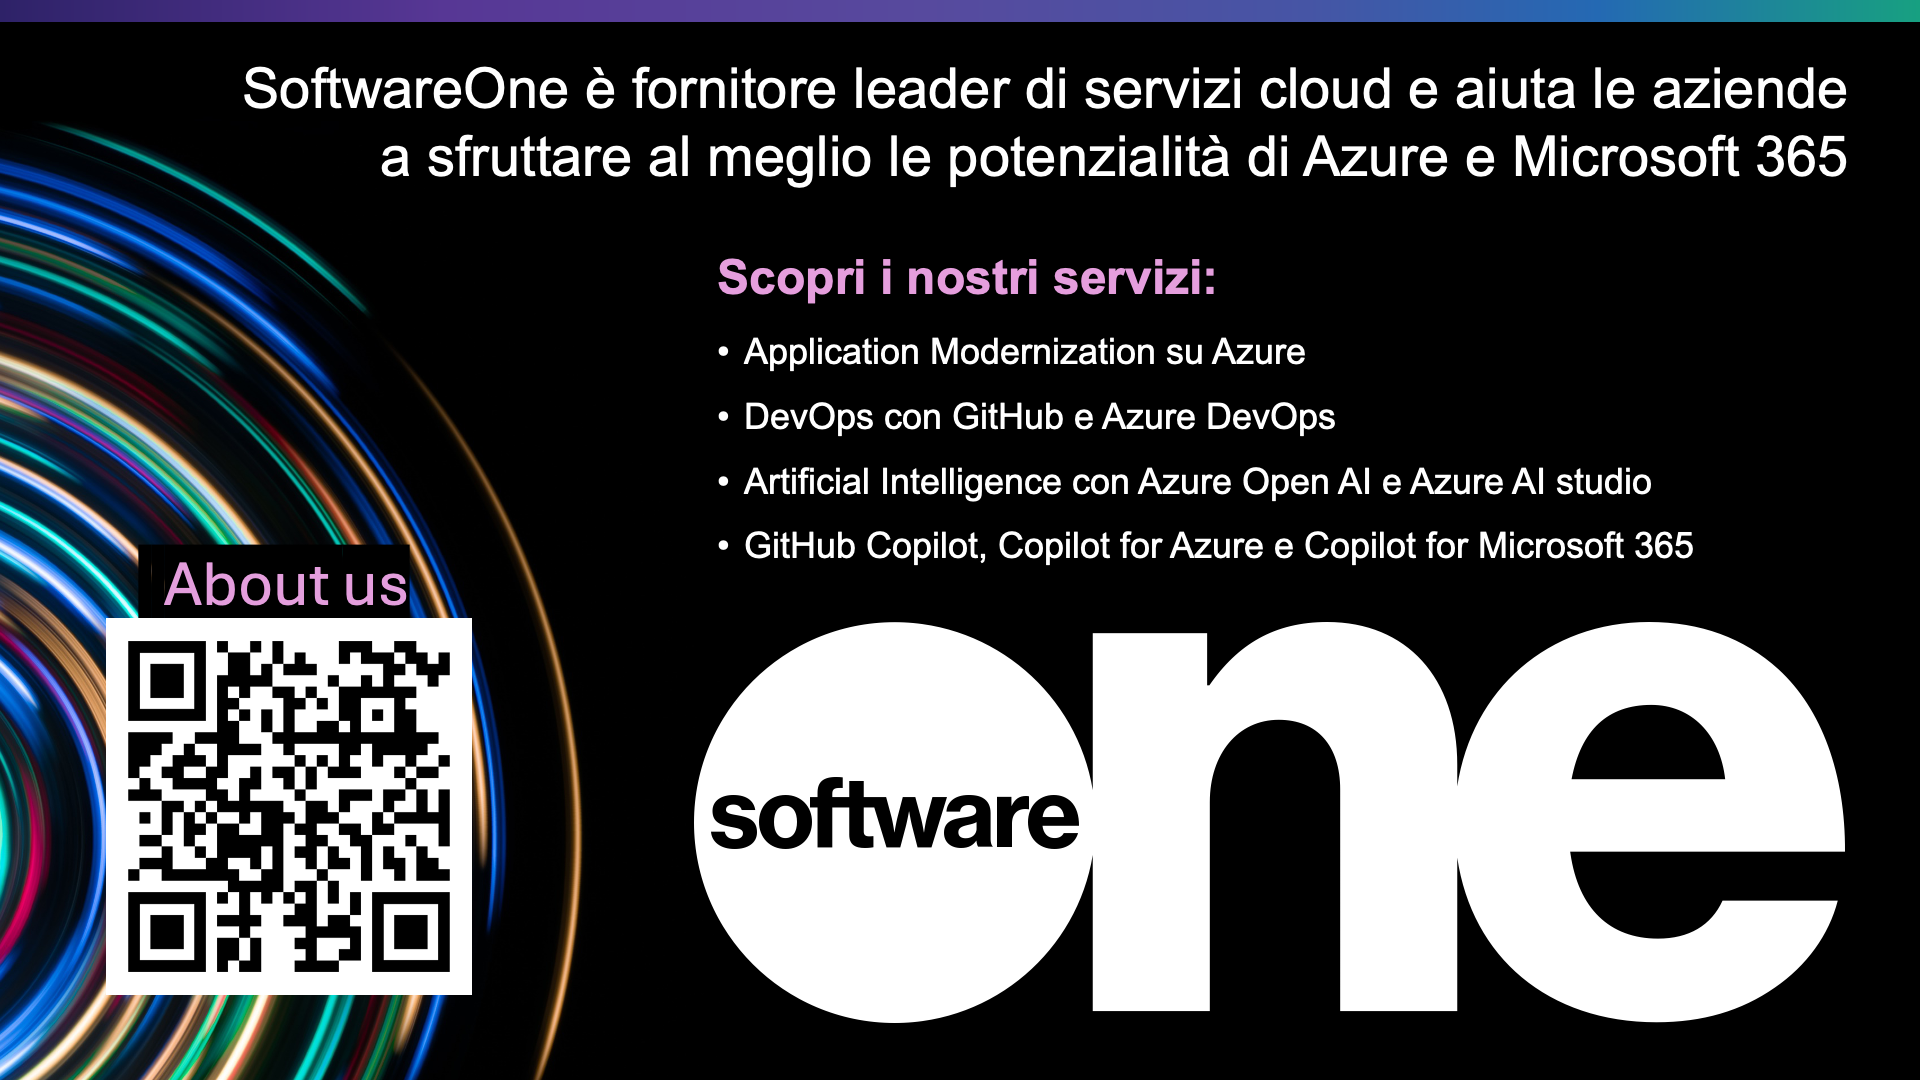 SoftwareOne è fornitore leader di servizi cloud e aiuta le aziende
a sfruttare al meglio le potenzialità di Azure e Microsoft 365
Scopri i nostri servizi:
• Application Modernization su Azure
• DevOps con GitHub e Azure DevOps
• Artificial Intelligence con Azure Open AI e Azure AI studio
• GitHub Copilot, Copilot for Azure e Copilot for Microsoft 365
About us
software one